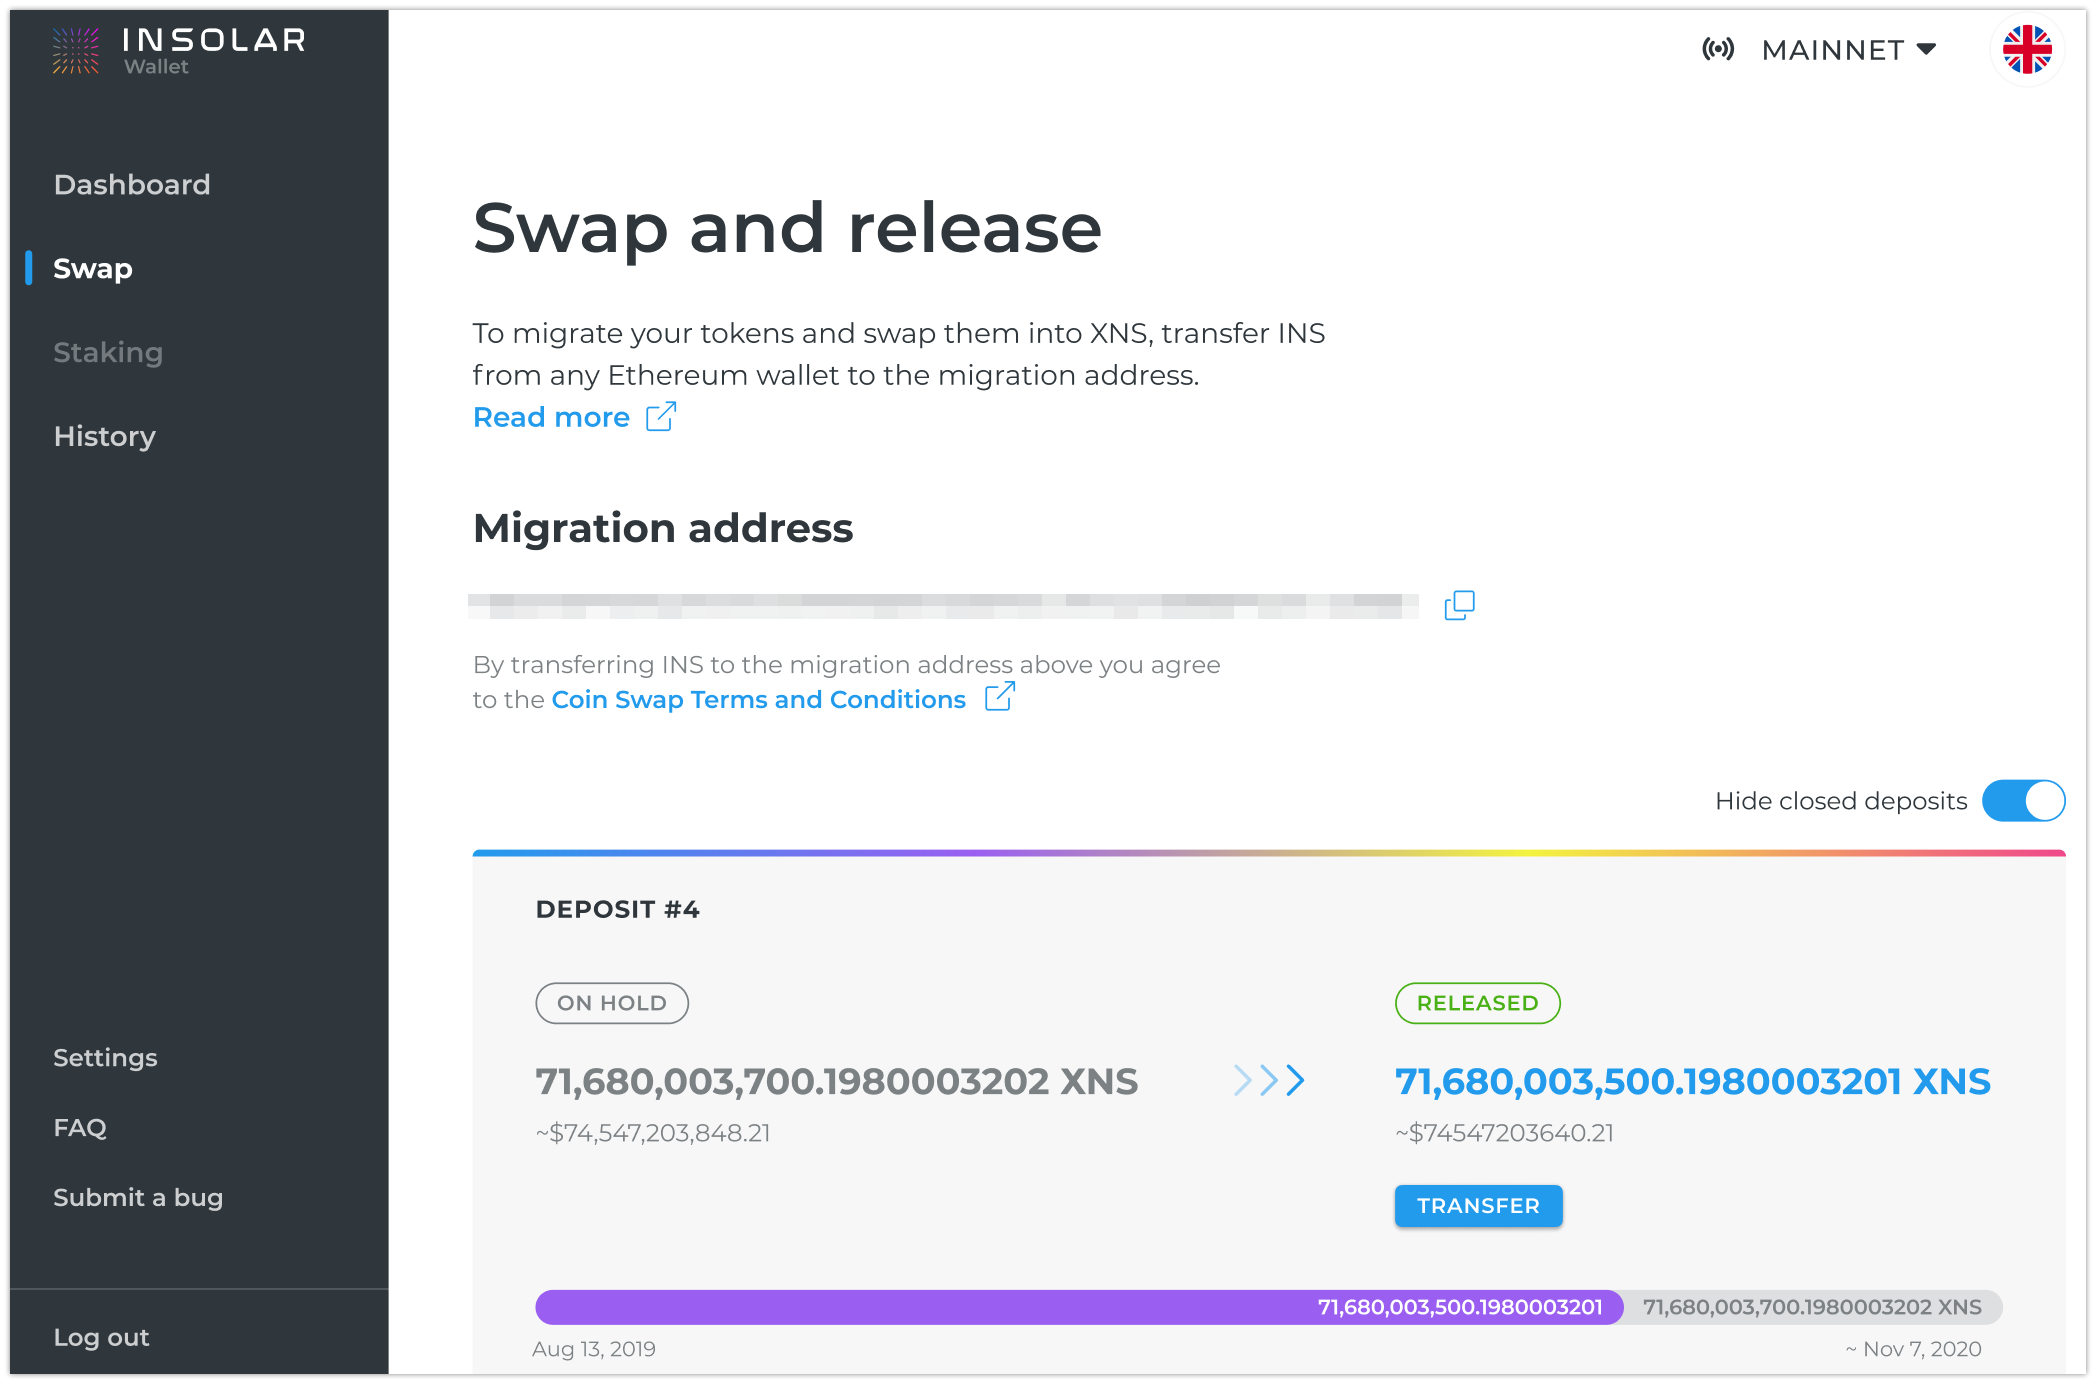 INSOLAR
Wallet
MAINNET
Dashboard
Swap
Staking
History
Settings
FAQ
Submit a bug
Log out
Swap and release
To migrate your tokens and swap them into XNS, transfer INS
from any Ethereum wallet to the migration address.
Read more
Migration address
By transferring INS to the migration address above you agree
to the Coin Swap Terms and Conditions
Hide closed deposits
DEPOSIT #4
ON HOLD
71,680,003,700.1980003202 XNS
~$74,547,203,848.21
RELEASED
71,680,003,500.1980003201 XNS
~$74547203640.21
TRANSFER
71,680,003,500.1980003201 71,680,003,700.1980003202 XNS
Aug 13, 2019 ~ Nov 7, 2020